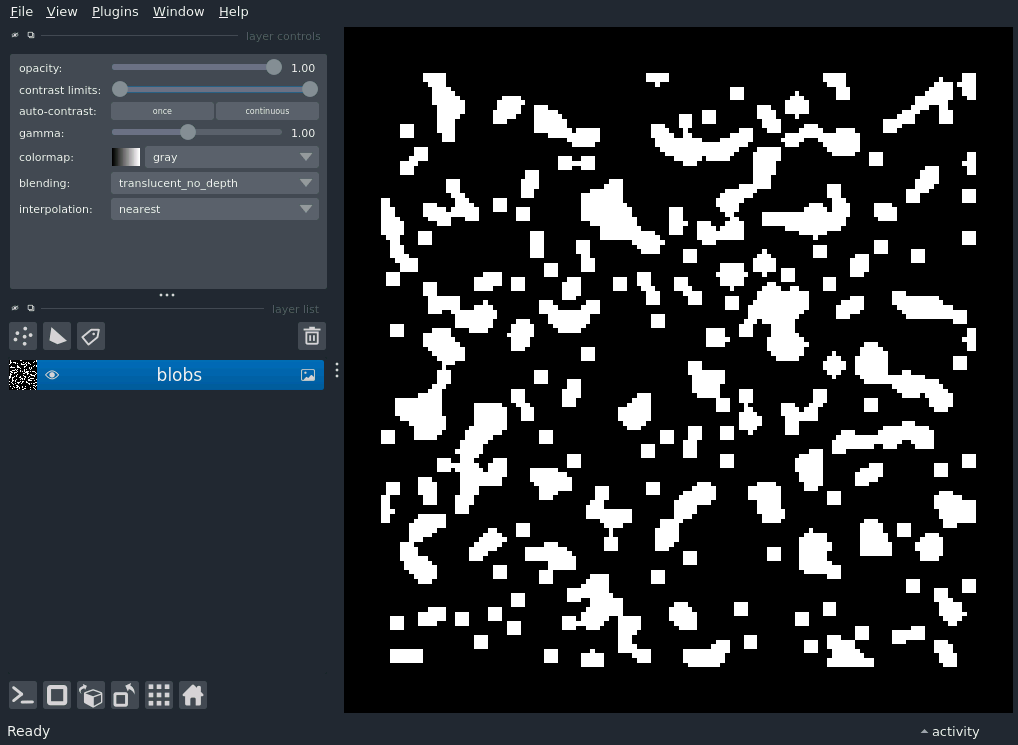 File View Plugins Window Help
layer controls
opacity: 1.00
contrast limits:
auto-contrast: once continuous
gamma: 1.00
colormap: gray
blending: translucent_no_depth
interpolation: nearest
layer list
blobs
Ready activity